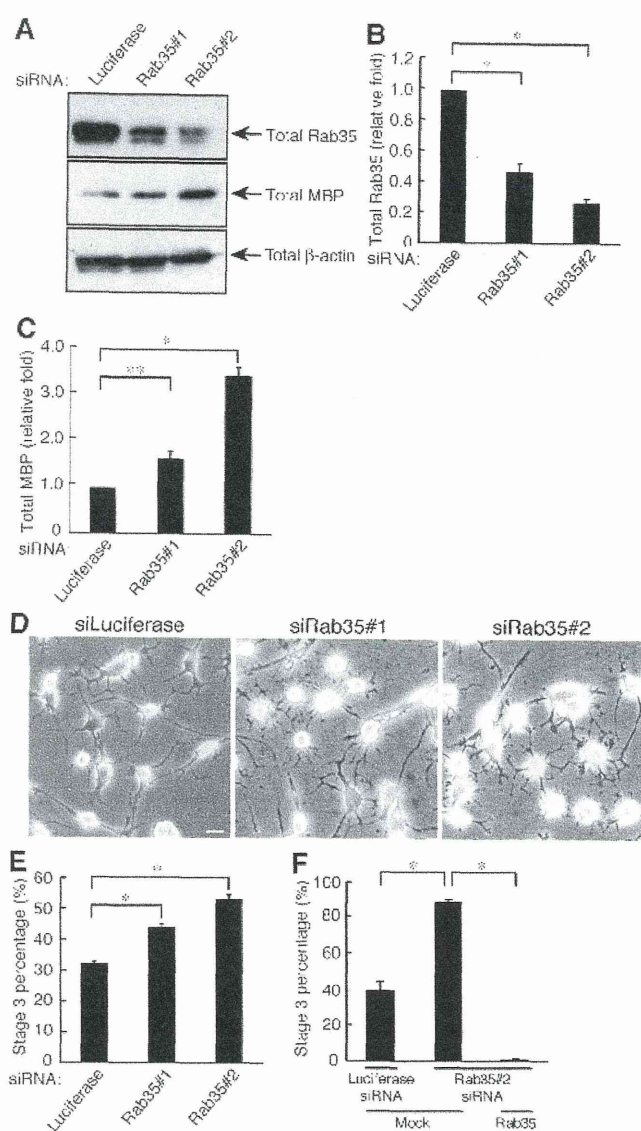 A
siRNA:
Luciferase
Rab35#1
Rab35#2
Total Rab35
Total MBP
Total β-actin
B
Total Rab35 (relative fold)
1.2
1.0
0.8
0.6
0.4
0.2
0
*
*
siRNA:
Luciferase
Rab35#1
Rab35#2
C
Total MBP (relative fold)
4.0
3.0
2.0
1.0
0
*
**
siRNA
Luciferase
Rab35#1
Rab35#2
D
siLuciferase
siRab35#1
siRab35#2
E
Stage 3 percentage (%)
60
50
40
30
20
10
0
*
*
siRNA:
Luciferase
Rab35#1
Rab35#2
F
Stage 3 percentage (%)
100
80
60
40
20
0
*
*
Luciferase
siRNA
Rab35#2
siRNA
Mock
Rab35